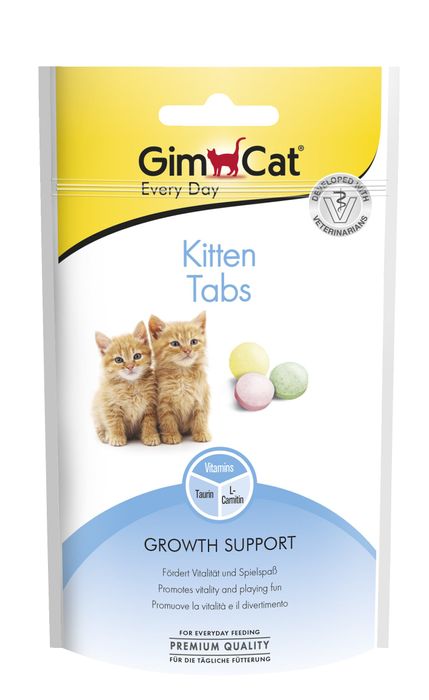 GimCat®
Every Day
DEVELOPED WITH
VETERINARIANS
V
Kitten
Tabs
Vitamins
Taurin
L-
Carnitin
GROWTH SUPPORT
Fördert Vitalität und Spielspaß
Promotes vitality and playing fun
Promuove la vitalità e il divertimento
FOR EVERYDAY FEEDING
PREMIUM QUALITY
FÜR DIE TÄGLICHE FÜTTERUNG